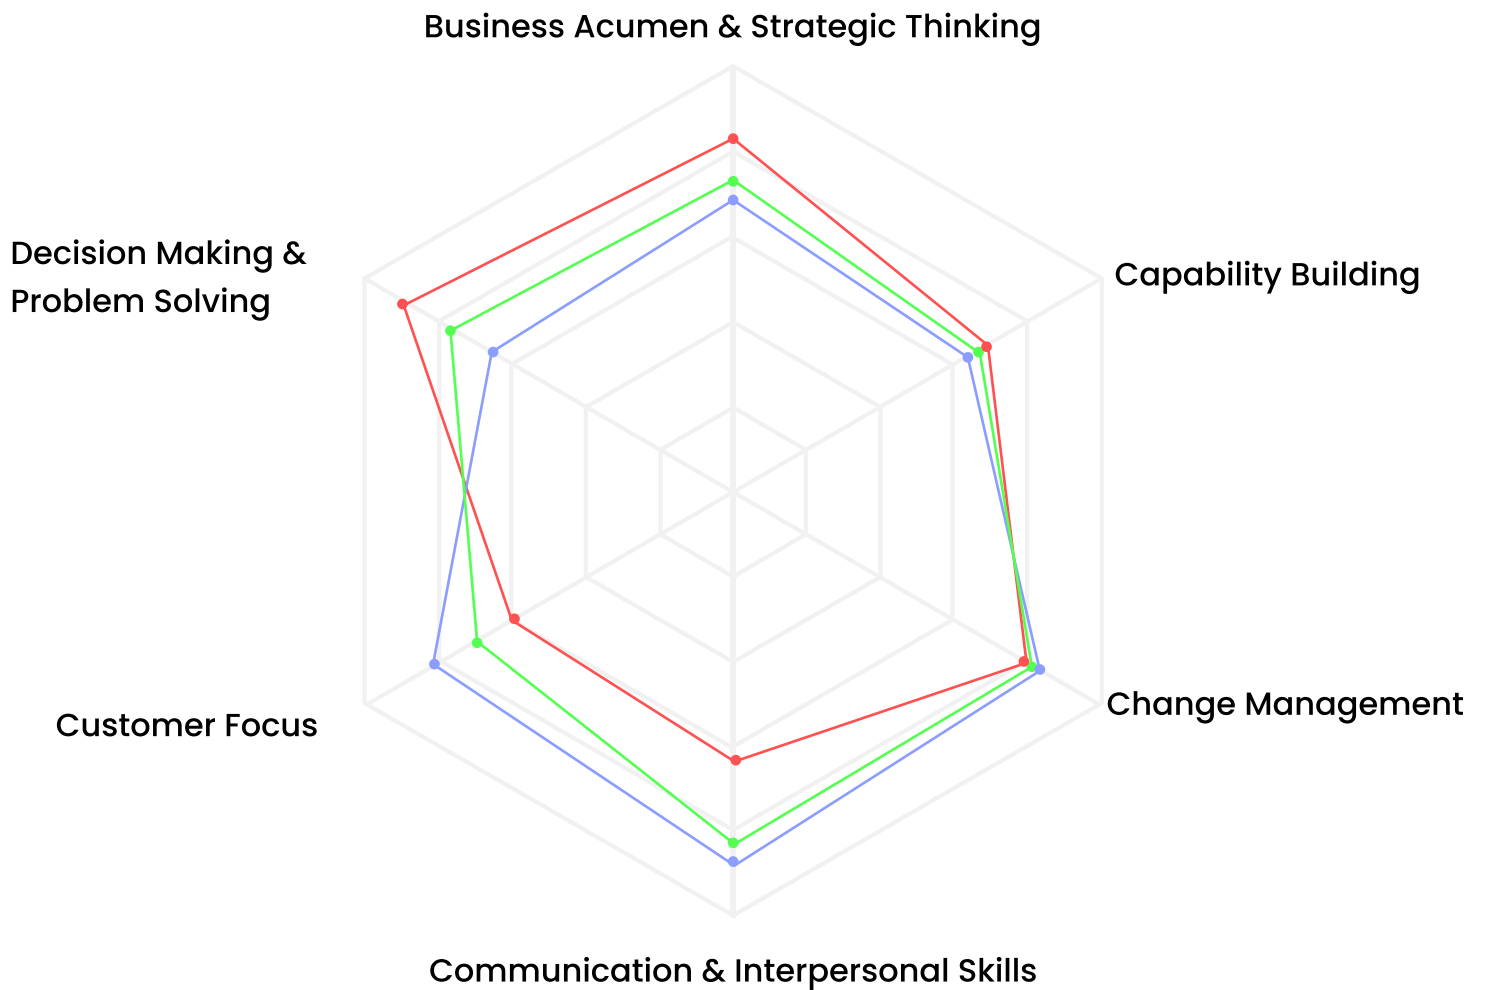 Business Acumen & Strategic Thinking
Decision Making &
Problem Solving
Capability Building
Customer Focus
Change Management
Communication & Interpersonal Skills